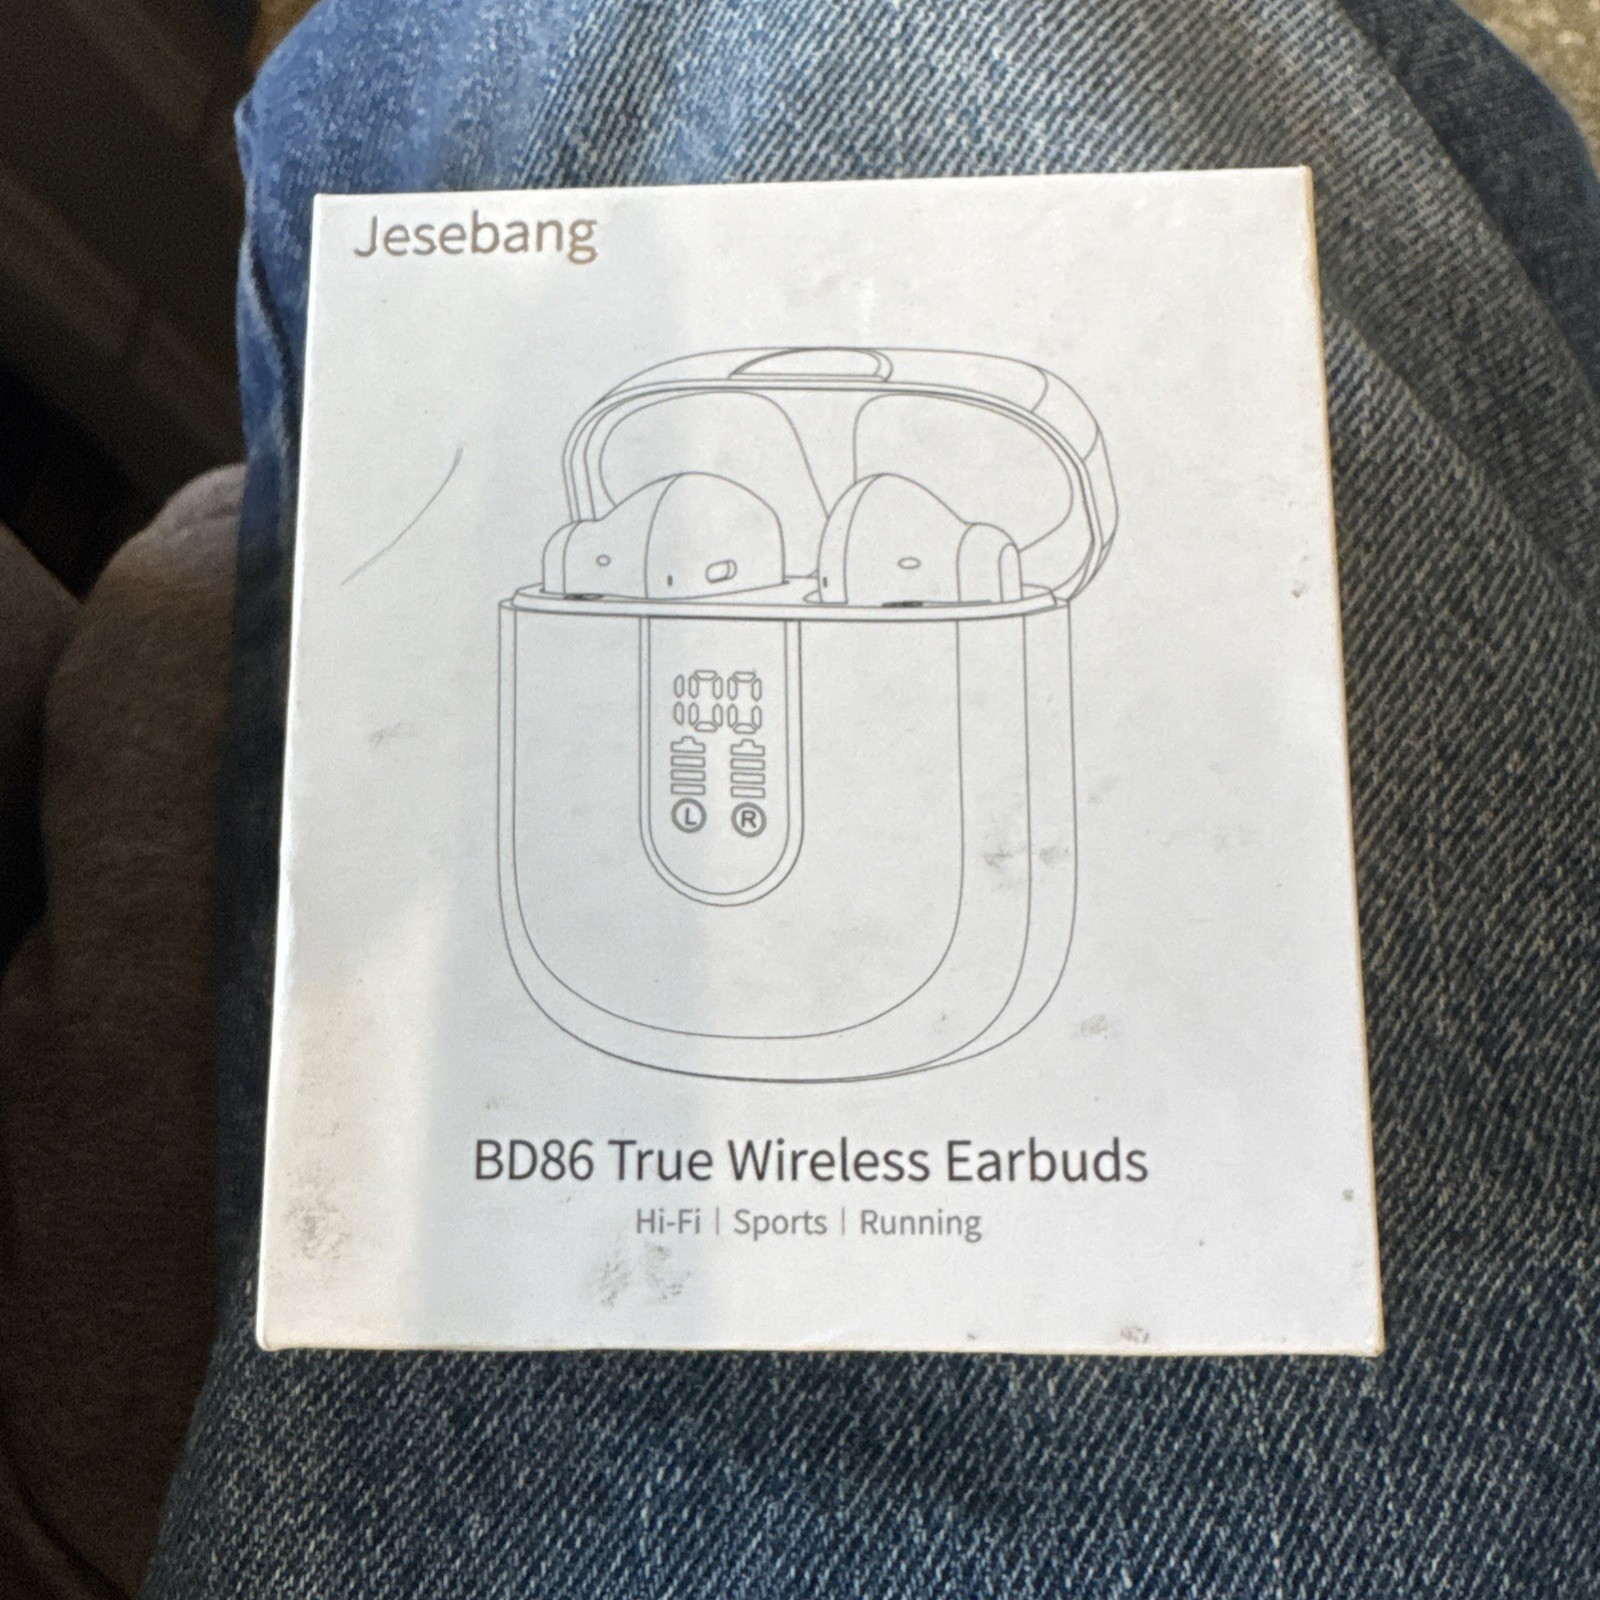 Jesebang
100
L R
BD86 True Wireless Earbuds
Hi-Fi | Sports | Running